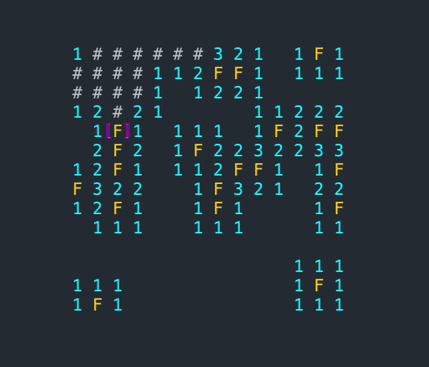 1 # # # # # # 3 2 1   1 F 1
# # # # 1 1 2 F F 1   1 1 1
# # # # 1   1 2 2 1
1 2 # 2 1         1 1 2 2 2
  1[F]1   1 1 1   1 F 2 F F
  2 F 2   1 F 2 2 3 2 2 3 3
1 2 F 1   1 1 2 F F 1   1 F
F 3 2 2     1 F 3 2 1   2 2
1 2 F 1     1 F 1       1 F
  1 1 1     1 1 1       1 1
                      1 1 1
1 1 1                 1 F 1
1 F 1                 1 1 1